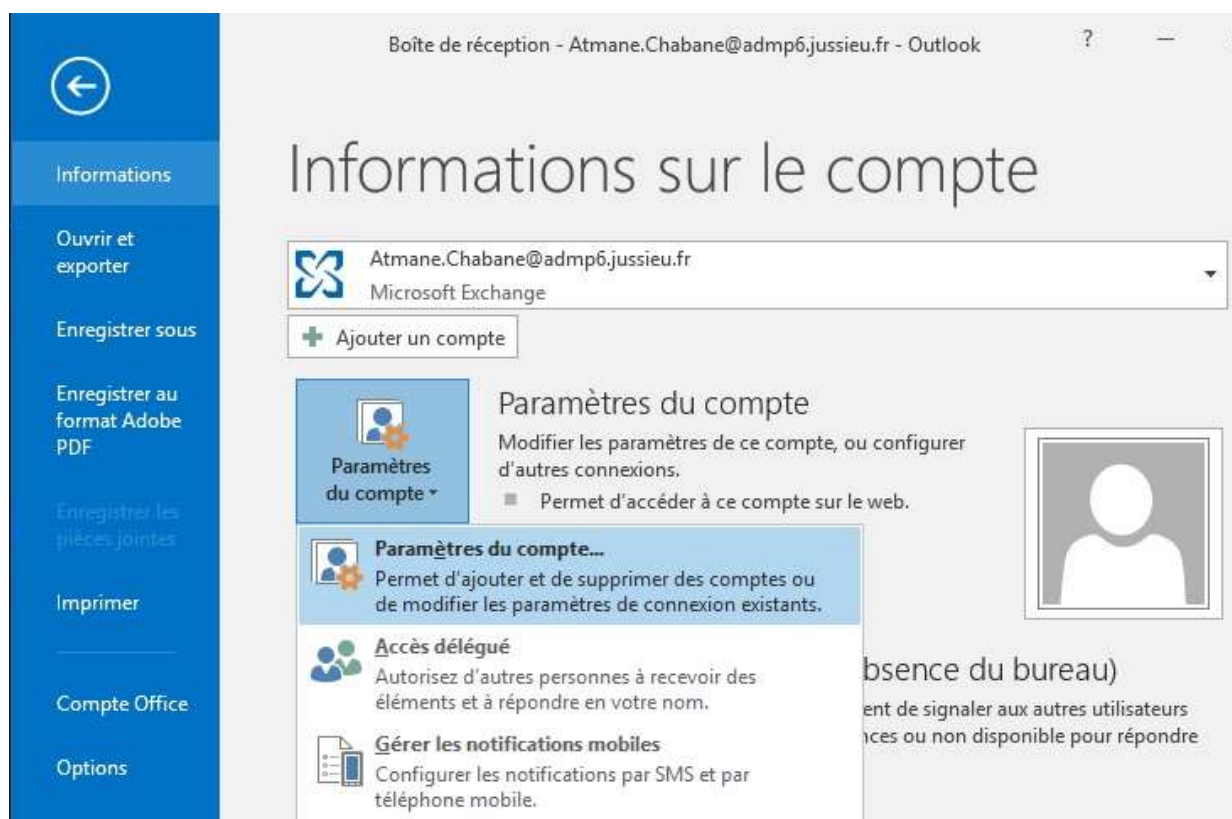 Boîte de réception - Atmane.Chabane@admp6.jussieu.fr - Outlook
?
Informations
Ouvrir et
exporter
Enregistrer sous
Enregistrer au
format Adobe
PDF
Enregistrer les
pièces jointes
Imprimer
Compte Office
Options
Informations sur le compte
Atmane.Chabane@admp6.jussieu.fr
Microsoft Exchange
Ajouter un compte
Paramètres
du compte
Paramètres du compte
Modifier les paramètres de ce compte, ou configurer
d'autres connexions.
Permet d'accéder à ce compte sur le web.
Paramètres du compte...
Permet d'ajouter et de supprimer des comptes ou
de modifier les paramètres de connexion existants.
Accès délégué
Autorisez d'autres personnes à recevoir des
éléments et à répondre en votre nom.
Gérer les notifications mobiles
Configurer les notifications par SMS et par
téléphone mobile.
bsence du bureau)
ent de signaler aux autres utilisateurs
nces ou non disponible pour répondre